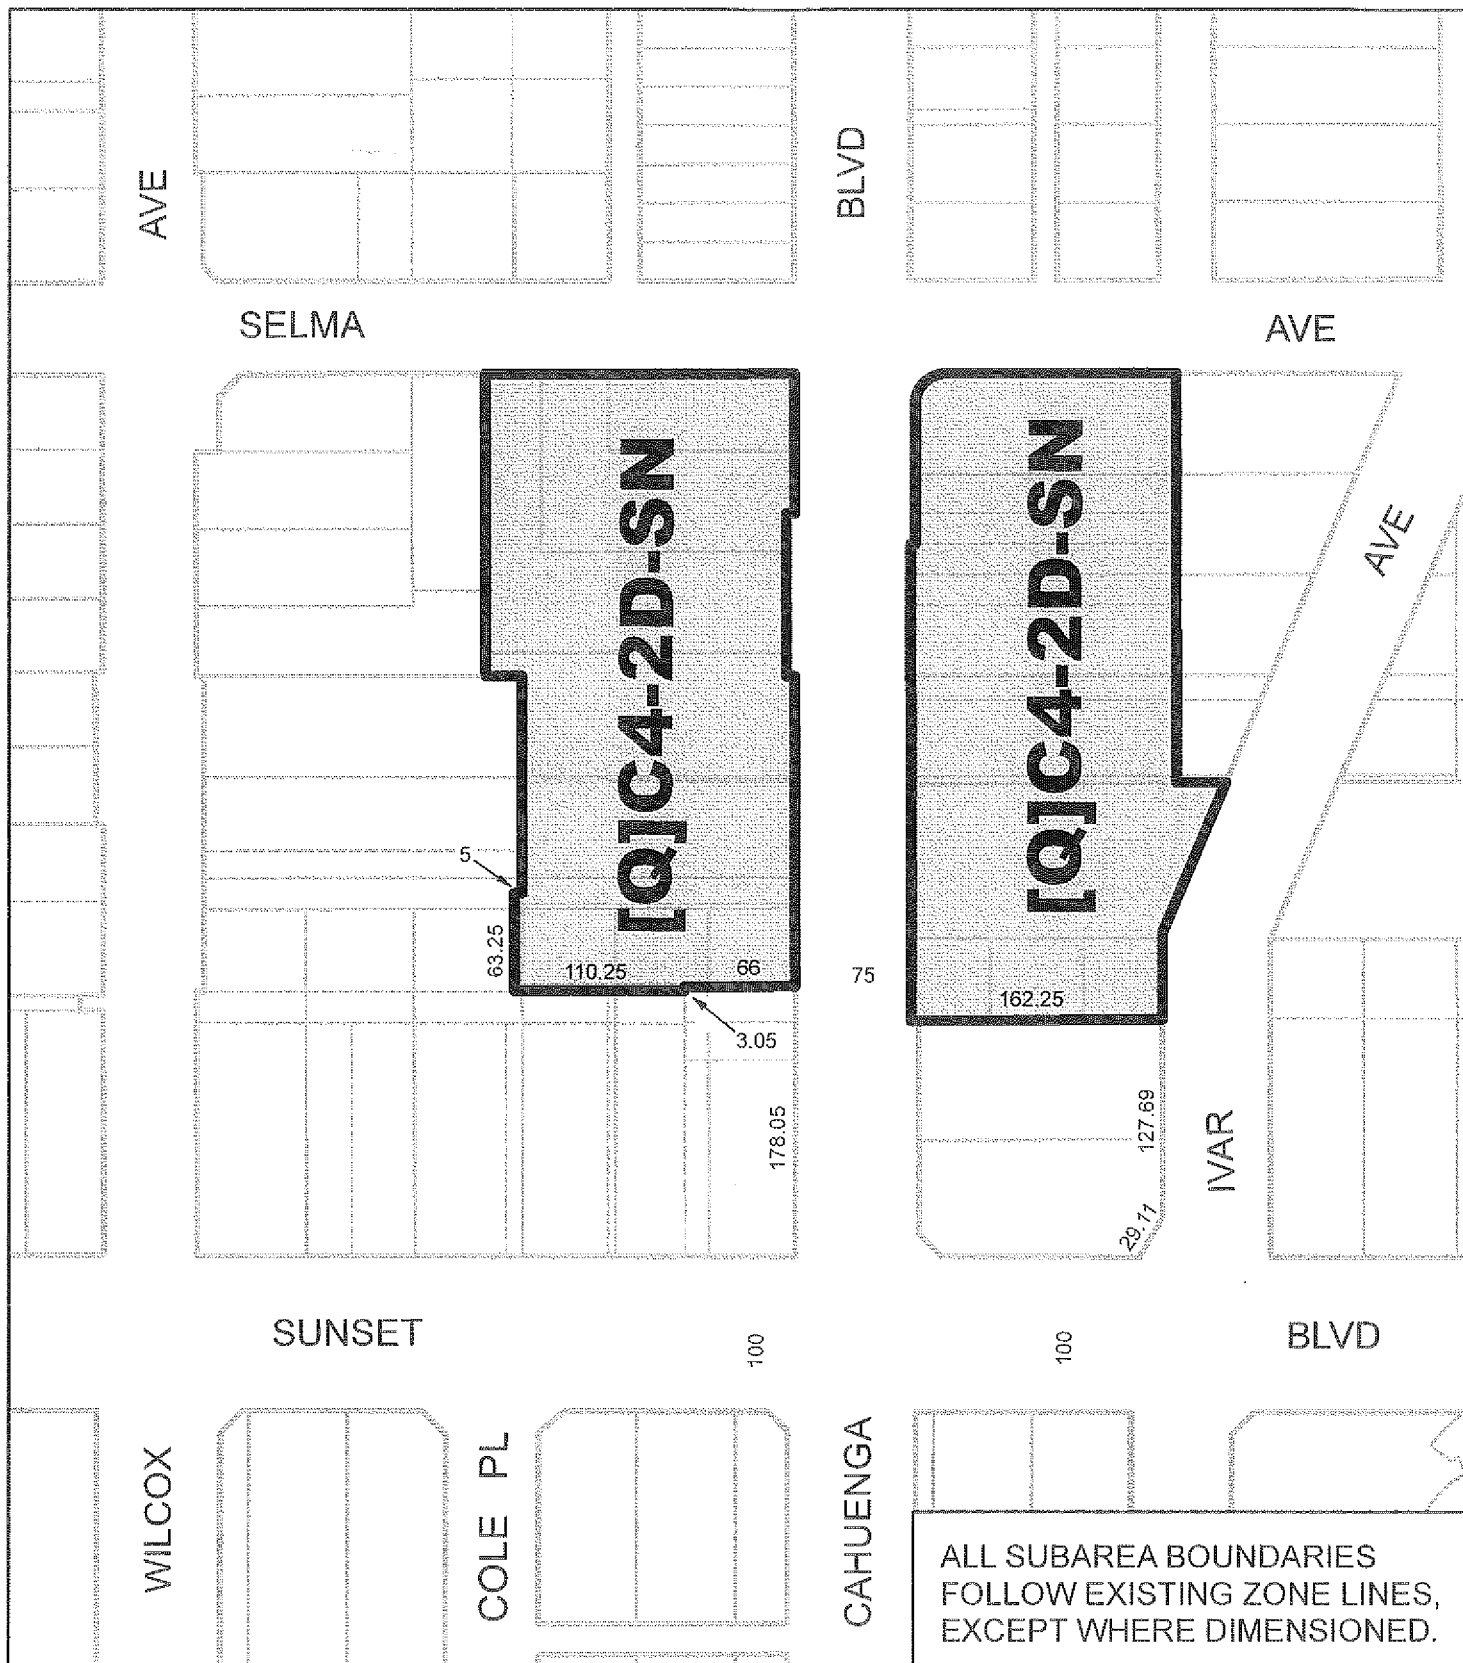 AVE
BLVD
SELMA
AVE
[Q]C4-2D-SN
[Q]C4-2D-SN
AVE
5
63.25
110.25
66
75
162.25
3.05
178.05
127.69
IVAR
29.71
SUNSET
100
100
BLVD
WILCOX
COLE PL
CAHUENGA
ALL SUBAREA BOUNDARIES
FOLLOW EXISTING ZONE LINES,
EXCEPT WHERE DIMENSIONED.